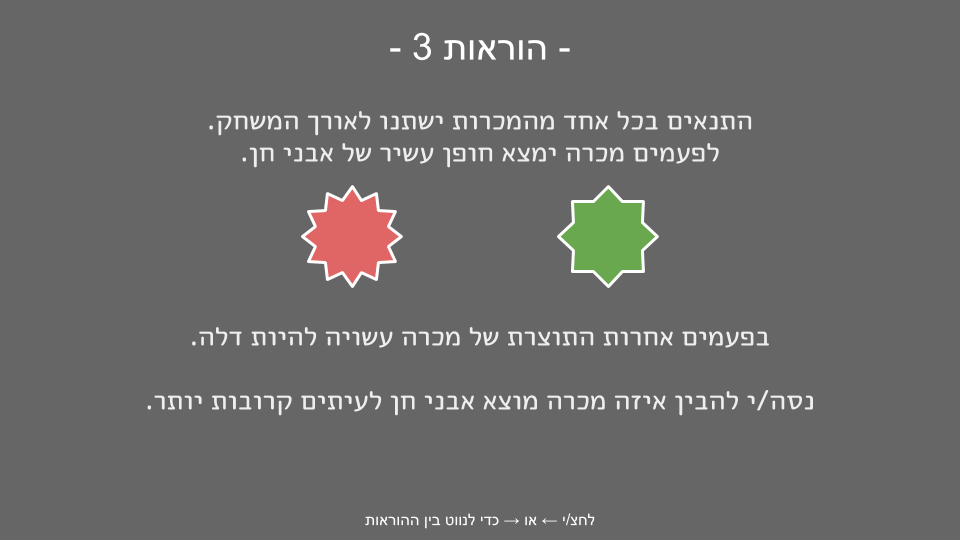 - הוראות 3 -
התנאים בכל אחד מהמכרות ישתנו לאורך המשחק.
לפעמים מכרה ימצא חופן עשיר של אבני חן.
בפעמים אחרות התוצרת של מכרה עשויה להיות דלה.
נסה/י להבין איזה מכרה מוצא אבני חן לעיתים קרובות יותר.
לחצ/י ← או → כדי לנווט בין ההוראות